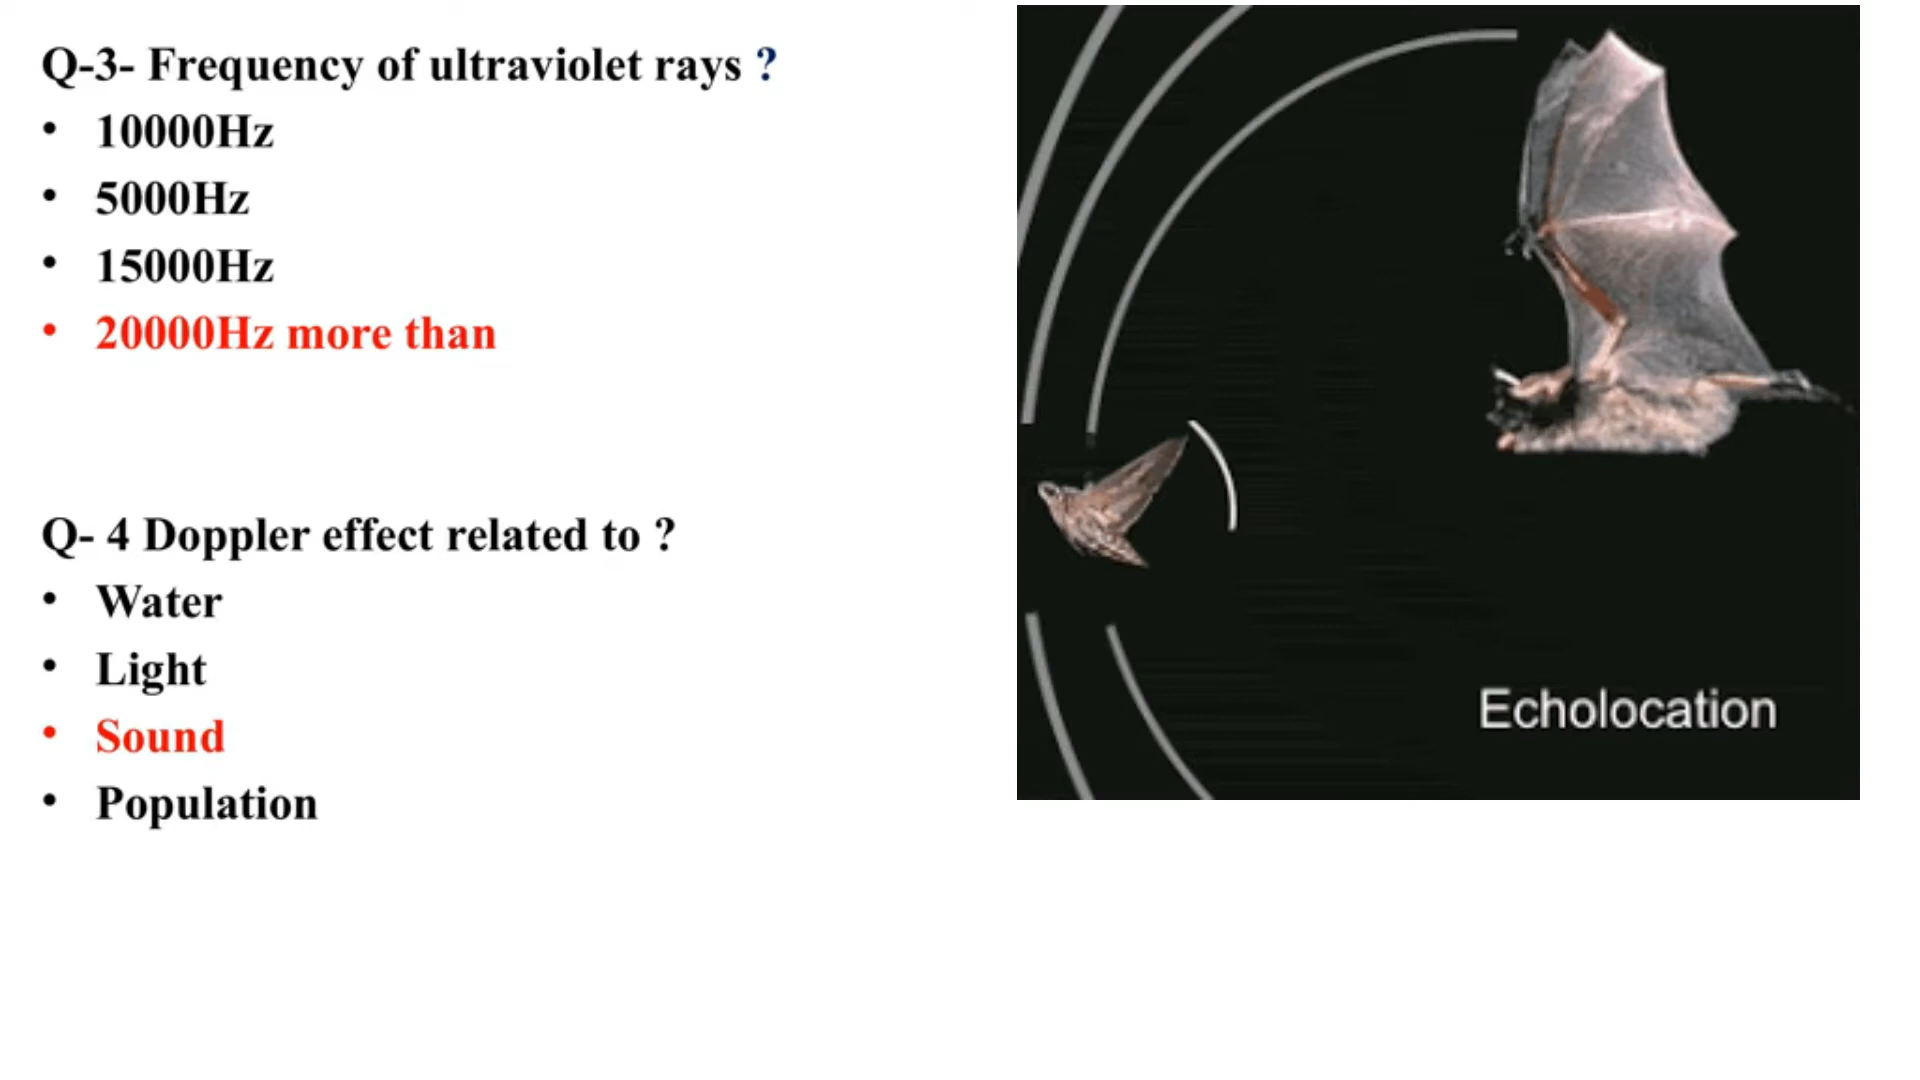 Q-3- Frequency of ultraviolet rays ?
• 10000Hz
• 5000Hz
• 15000Hz
• 20000Hz more than
Q- 4 Doppler effect related to ?
• Water
• Light
• Sound
• Population
Echolocation